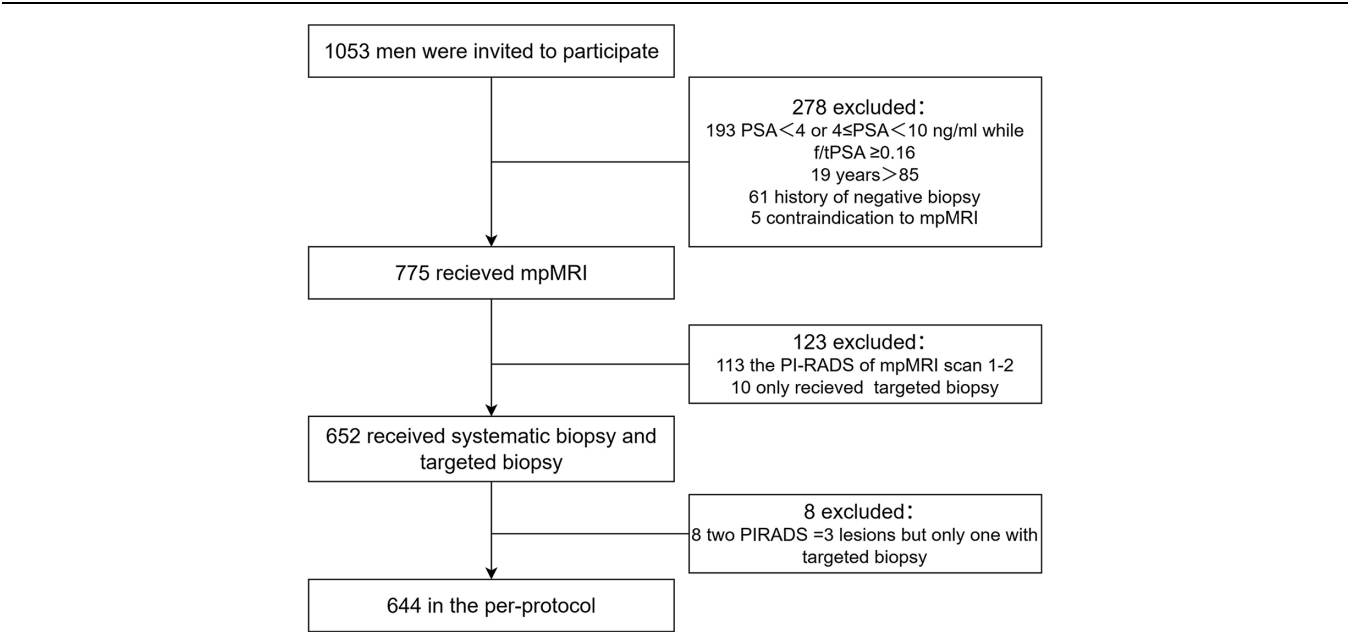 1053 men were invited to participate
278 excluded：
193 PSA＜4 or 4≤PSA＜10 ng/ml while
f/tPSA ≥0.16
19 years＞85
61 history of negative biopsy
5 contraindication to mpMRI
775 recieved mpMRI
123 excluded：
113 the PI-RADS of mpMRI scan 1-2
10 only recieved targeted biopsy
652 received systematic biopsy and
targeted biopsy
8 excluded：
8 two PIRADS =3 lesions but only one with
targeted biopsy
644 in the per-protocol